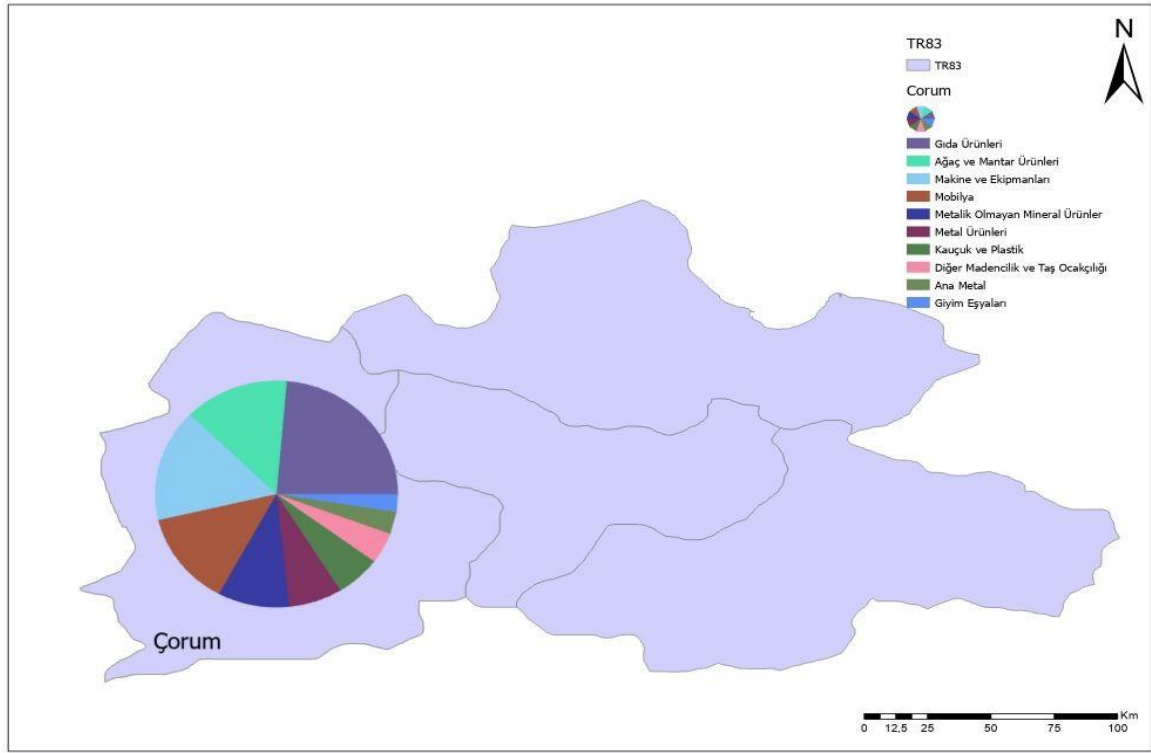 N
TR83
TR83
Corum
Gıda Ürünleri
Ağaç ve Mantar Ürünleri
Makine ve Ekipmanları
Mobilya
Metalik Olmayan Mineral Ürünler
Metal Ürünleri
Kauçuk ve Plastik
Diğer Madencilik ve Taş Ocakçılığı
Ana Metal
Giyim Eşyaları
Çorum
Km
0 12,5 25 50 75 100